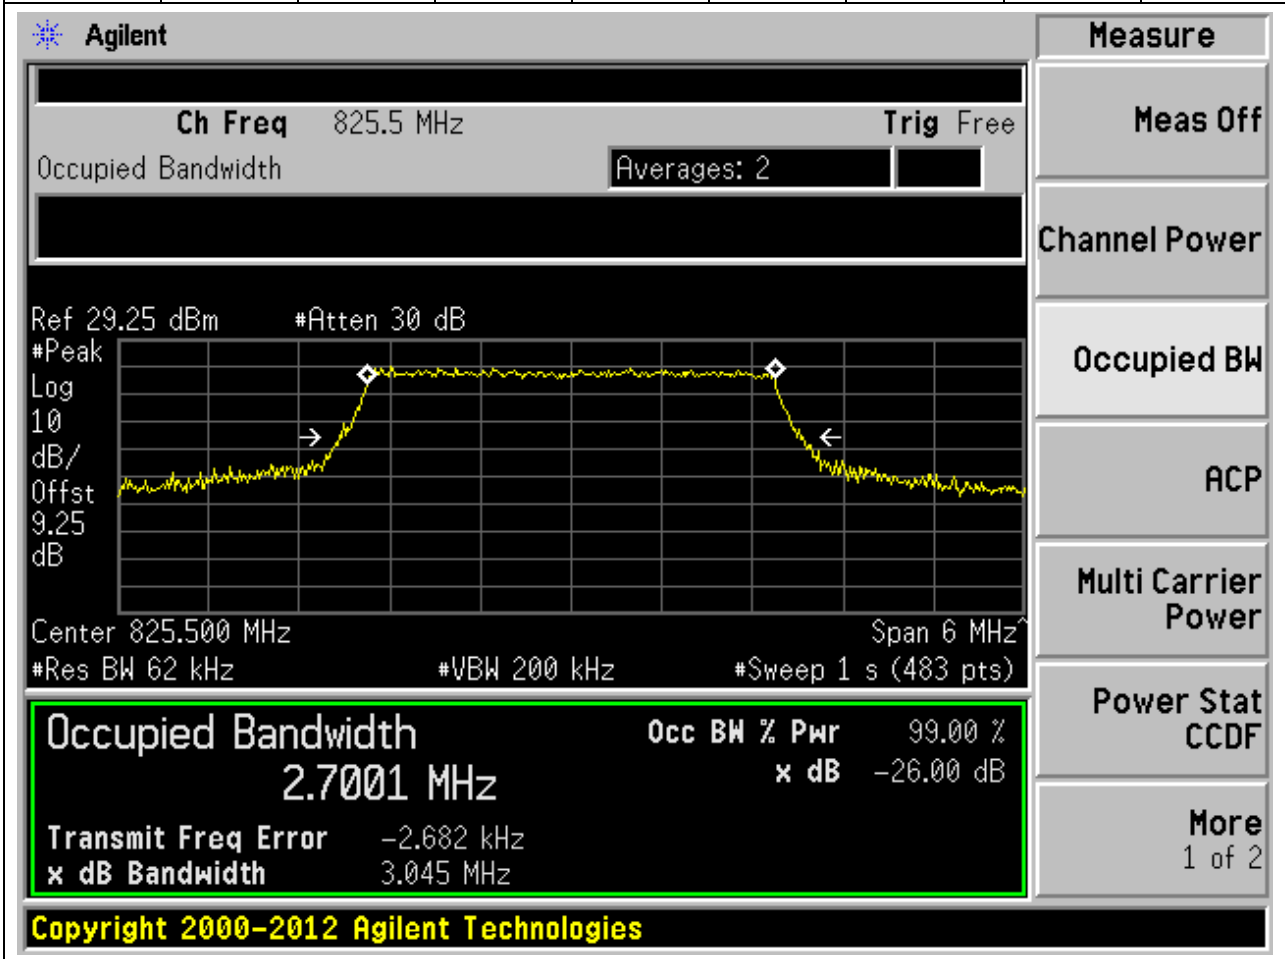 Agilent
Measure
Ch Freq 825.5 MHz Trig Free
Occupied Bandwidth Averages: 2
Meas Off
Channel Power
Occupied BW
ACP
Multi Carrier
Power
Power Stat
CCDF
More
1 of 2
Ref 29.25 dBm #Atten 30 dB
#Peak
Log
10
dB/
Offst
9.25
dB
Center 825.500 MHz Span 6 MHz^
#Res BW 62 kHz #VBW 200 kHz #Sweep 1 s (483 pts)
Occupied Bandwidth Occ BW % Pwr 99.00 %
2.7001 MHz x dB -26.00 dB
Transmit Freq Error -2.682 kHz
x dB Bandwidth 3.045 MHz
Copyright 2000-2012 Agilent Technologies